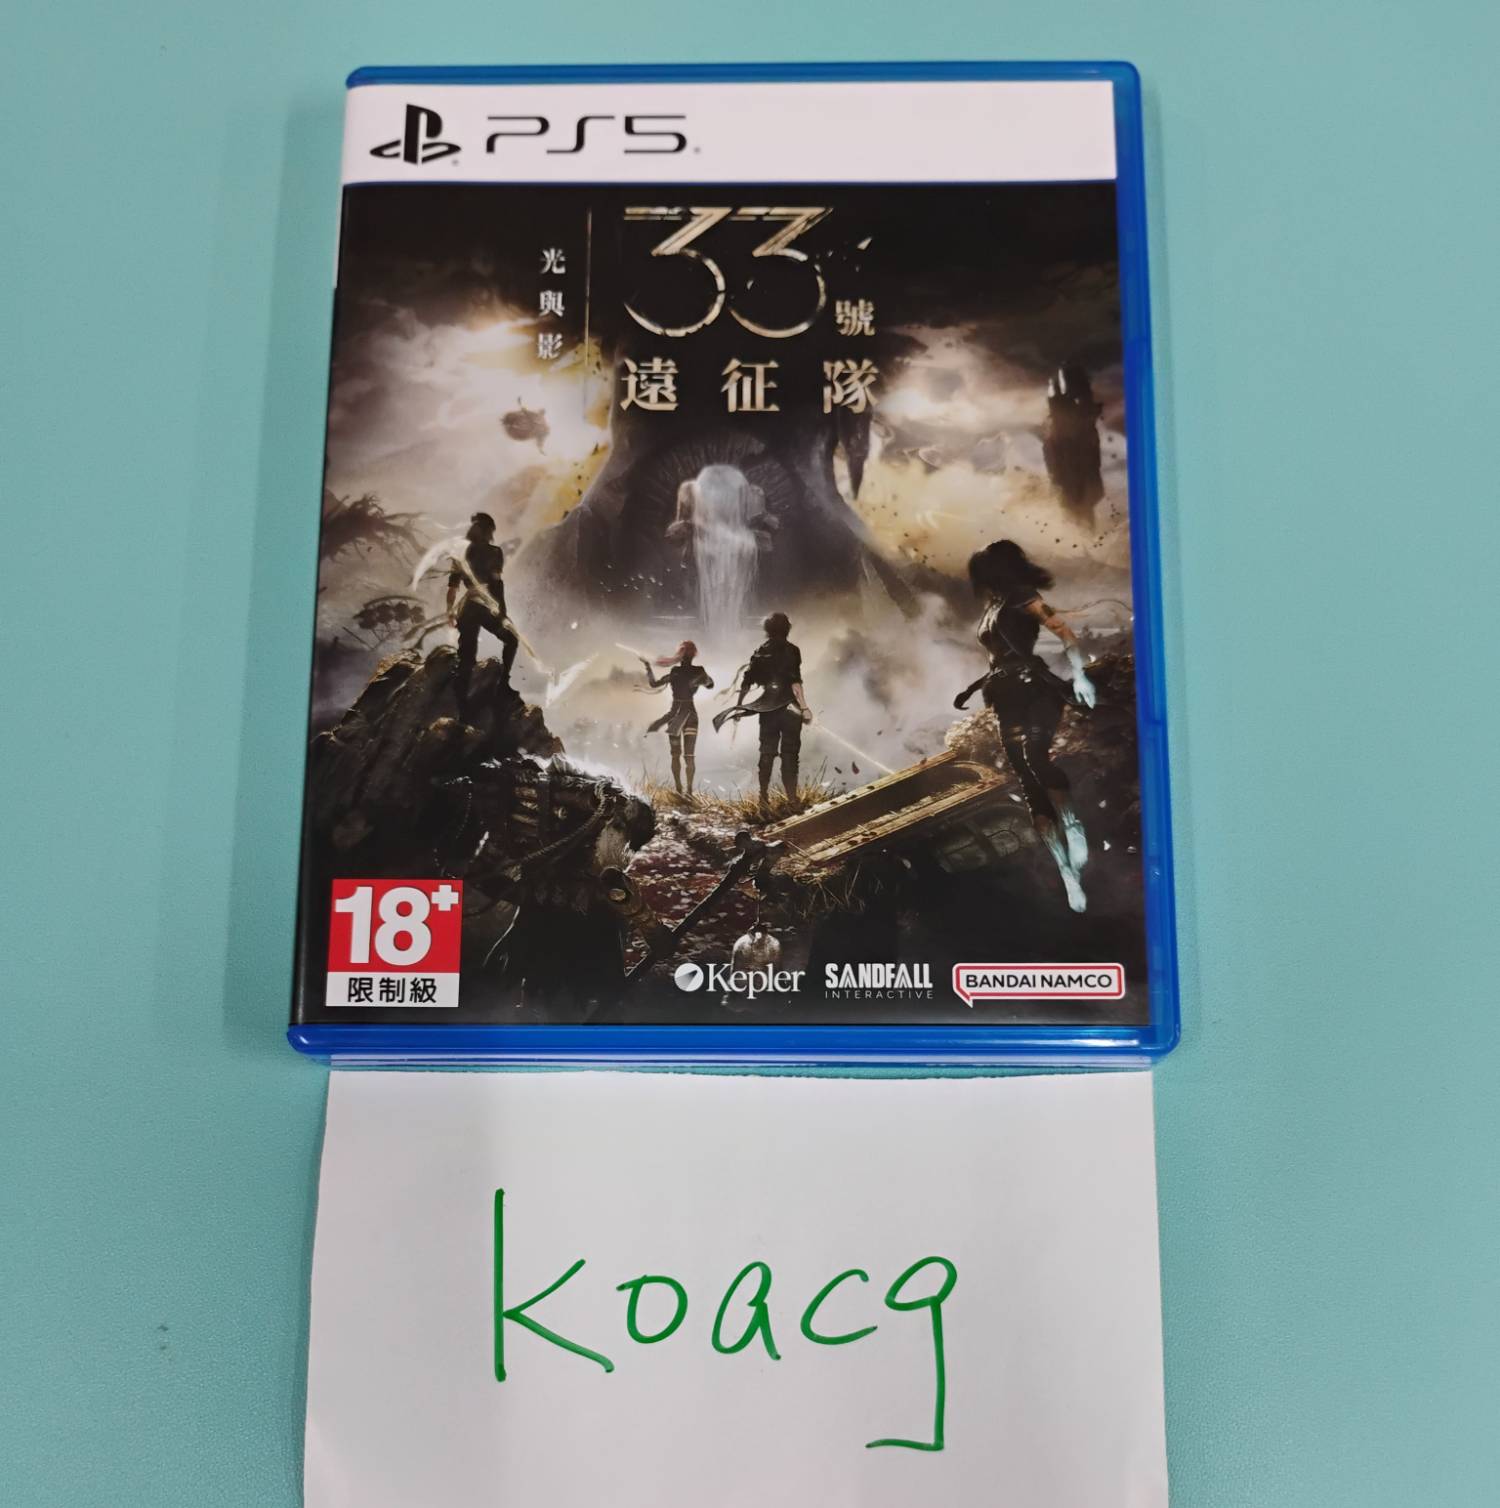 PS5
光與影
33號
遠征隊
18+
限制級
Kepler
SANDFALL
INTERACTIVE
BANDAI NAMCO
koacg